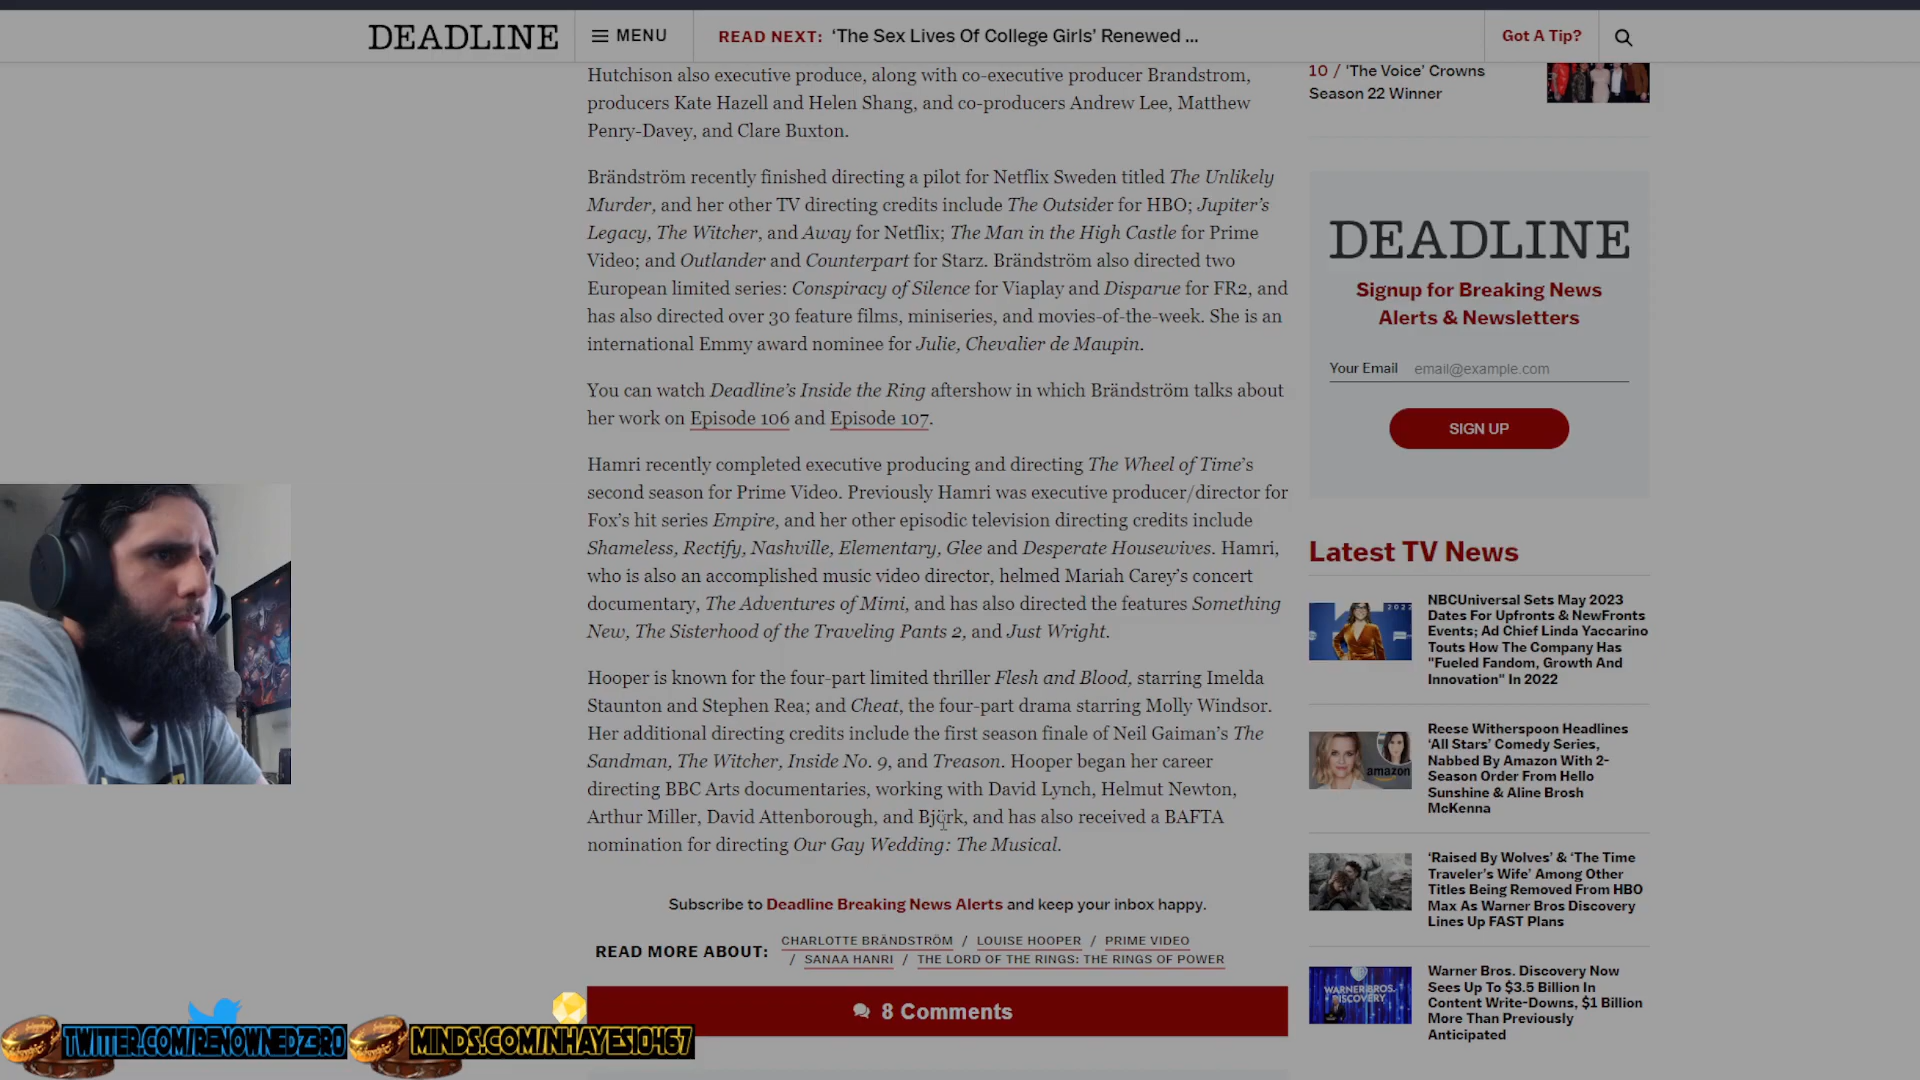 DEADLINE
MENU
READ NEXT: ‘The Sex Lives Of College Girls’ Renewed ...
Got A Tip?
Hutchison also executive produce, along with co-executive producer Brandstrom,
producers Kate Hazell and Helen Shang, and co-producers Andrew Lee, Matthew
Penry-Davey, and Clare Buxton.
Brändström recently finished directing a pilot for Netflix Sweden titled The Unlikely
Murder, and her other TV directing credits include The Outsider for HBO; Jupiter’s
Legacy, The Witcher, and Away for Netflix; The Man in the High Castle for Prime
Video; and Outlander and Counterpart for Starz. Brändström also directed two
European limited series: Conspiracy of Silence for Viaplay and Disparue for FR2, and
has also directed over 30 feature films, miniseries, and movies-of-the-week. She is an
international Emmy award nominee for Julie, Chevalier de Maupin.
You can watch Deadline’s Inside the Ring aftershow in which Brändström talks about
her work on Episode 106 and Episode 107.
Hamri recently completed executive producing and directing The Wheel of Time’s
second season for Prime Video. Previously Hamri was executive producer/director for
Fox’s hit series Empire, and her other episodic television directing credits include
Shameless, Rectify, Nashville, Elementary, Glee and Desperate Housewives. Hamri,
who is also an accomplished music video director, helmed Mariah Carey’s concert
documentary, The Adventures of Mimi, and has also directed the features Something
New, The Sisterhood of the Traveling Pants 2, and Just Wright.
Hooper is known for the four-part limited thriller Flesh and Blood, starring Imelda
Staunton and Stephen Rea; and Cheat, the four-part drama starring Molly Windsor.
Her additional directing credits include the first season finale of Neil Gaiman’s The
Sandman, The Witcher, Inside No. 9, and Treason. Hooper began her career
directing BBC Arts documentaries, working with David Lynch, Helmut Newton,
Arthur Miller, David Attenborough, and Björk, and has also received a BAFTA
nomination for directing Our Gay Wedding: The Musical.
Subscribe to Deadline Breaking News Alerts and keep your inbox happy.
READ MORE ABOUT:
CHARLOTTE BRÄNDSTRÖM / LOUISE HOOPER / PRIME VIDEO
/ SANAA HANRI / THE LORD OF THE RINGS: THE RINGS OF POWER
8 Comments
10 / ‘The Voice’ Crowns
Season 22 Winner
DEADLINE
Signup for Breaking News
Alerts & Newsletters
Your Email email@example.com
SIGN UP
Latest TV News
NBCUniversal Sets May 2023
Dates For Upfronts & NewFronts
Events; Ad Chief Linda Yaccarino
Touts How The Company Has
"Fueled Fandom, Growth And
Innovation" In 2022
Reese Witherspoon Headlines
‘All Stars’ Comedy Series,
Nabbed By Amazon With 2-
Season Order From Hello
Sunshine & Aline Brosh
McKenna
amazon
‘Raised By Wolves’ & ‘The Time
Traveler’s Wife’ Among Other
Titles Being Removed From HBO
Max As Warner Bros Discovery
Lines Up FAST Plans
Warner Bros. Discovery Now
Sees Up To $3.5 Billion In
Content Write-Downs, $1 Billion
More Than Previously
Anticipated
WARNER BROS.
DISCOVERY
TWITTER.COM/RENOWNEDZ3R0
MINDS.COM/NHAYES10467